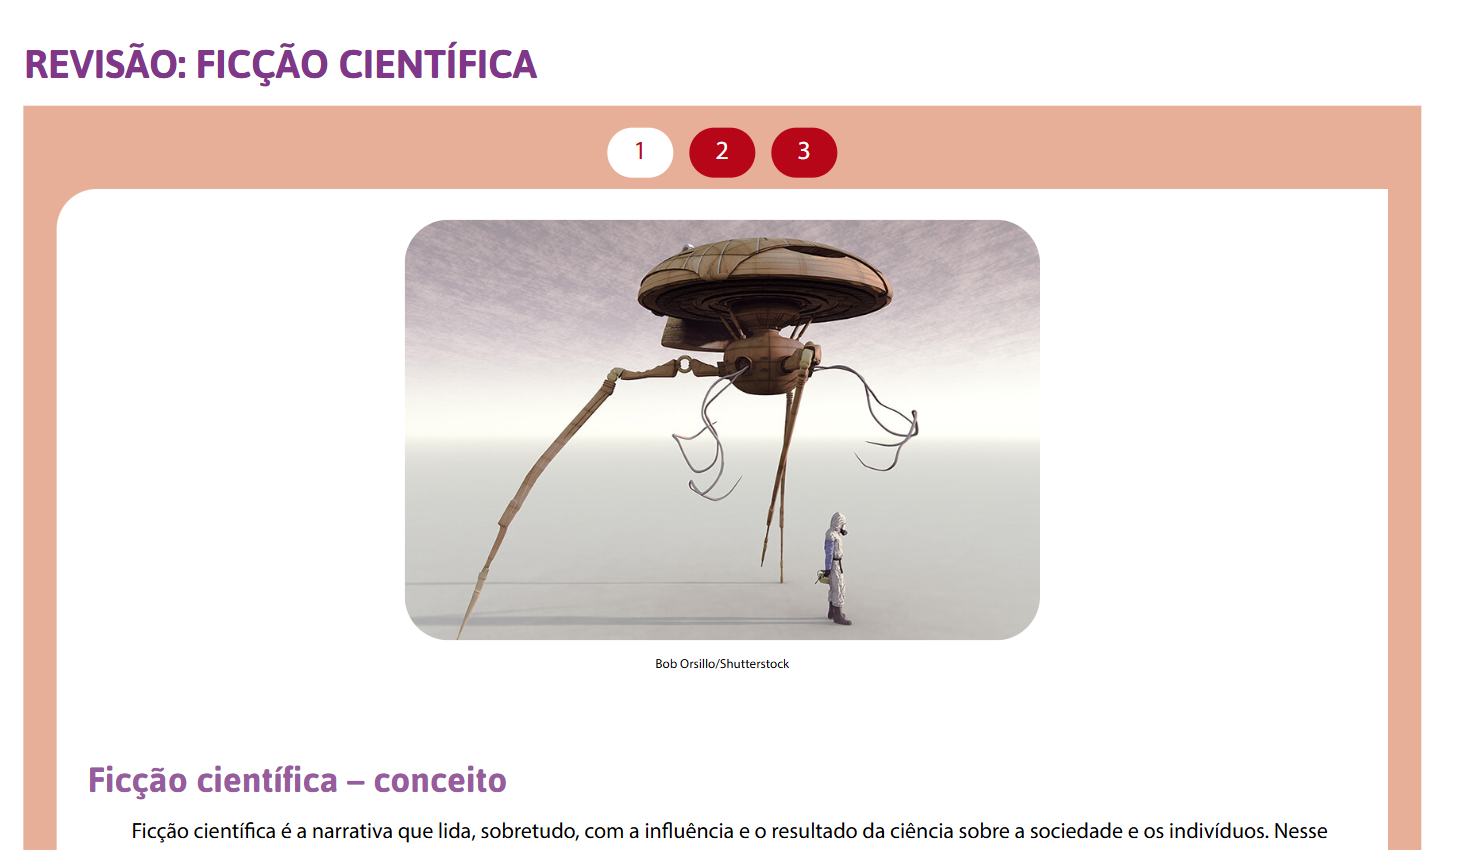 REVISÃO: FICÇÃO CIENTÍFICA
1 2 3
Bob Orsillo/Shutterstock
Ficção científica – conceito
Ficção científica é a narrativa que lida, sobretudo, com a influência e o resultado da ciência sobre a sociedade e os indivíduos. Nesse